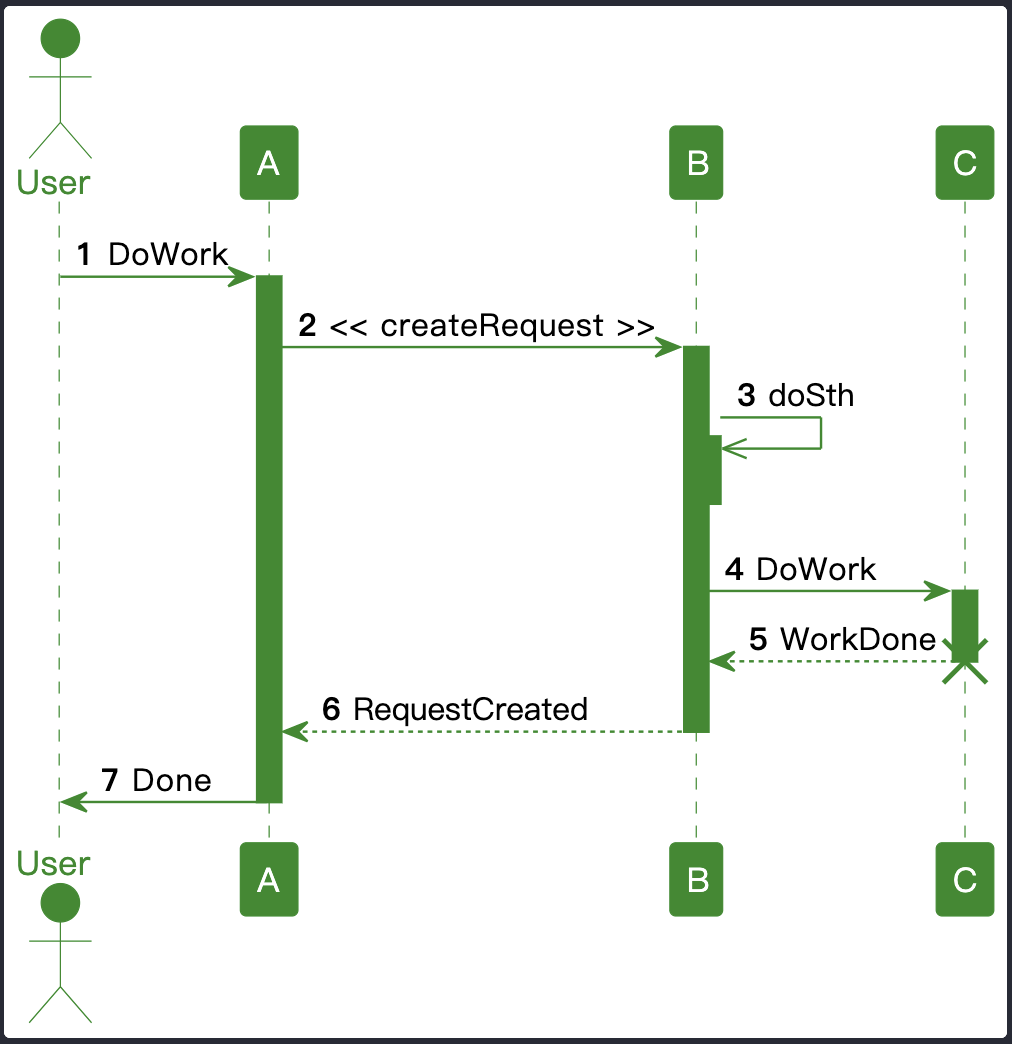 User
A
B
C
1 DoWork
2 << createRequest >>
3 doSth
4 DoWork
5 WorkDone
6 RequestCreated
7 Done
User
A
B
C